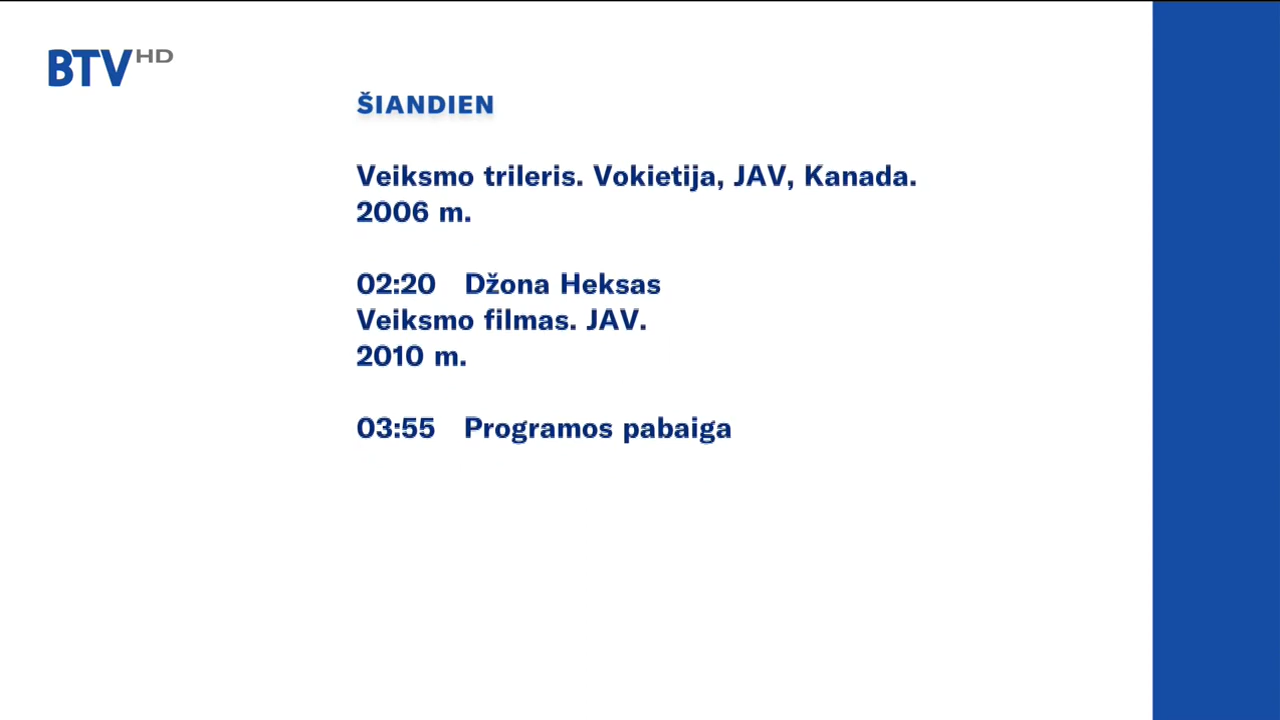 BTV HD
ŠIANDIEN
Veiksmo trileris. Vokietija, JAV, Kanada.
2006 m.
02:20 Džona Heksas
Veiksmo filmas. JAV.
2010 m.
03:55 Programos pabaiga